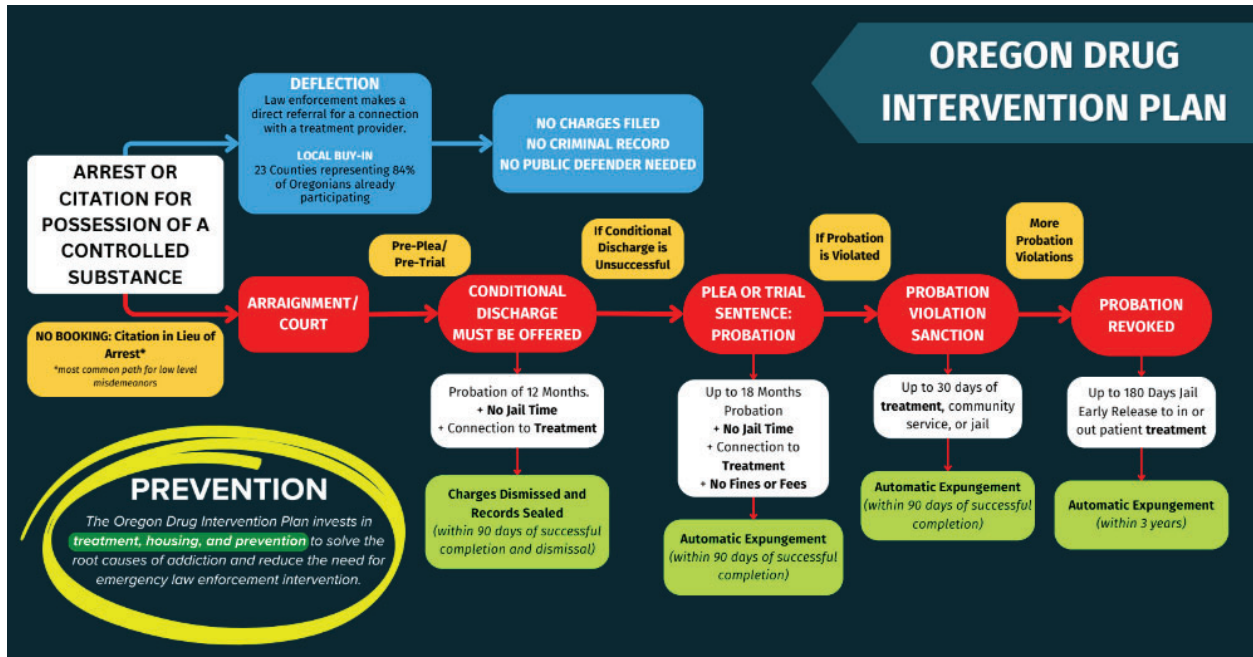 OREGON DRUG
INTERVENTION PLAN
DEFLECTION
Law enforcement makes a
direct referral for a connection
with a treatment provider.
LOCAL BUY-IN
23 Counties representing 84%
of Oregonians already
participating
NO CHARGES FILED
NO CRIMINAL RECORD
NO PUBLIC DEFENDER NEEDED
ARREST OR
CITATION FOR
POSSESSION OF A
CONTROLLED
SUBSTANCE
NO BOOKING: Citation in Lieu of
Arrest*
*most common path for low level
misdemeanors
ARRAIGNMENT/
COURT
Pre-Plea/
Pre-Trial
CONDITIONAL
DISCHARGE
MUST BE OFFERED
Probation of 12 Months.
+ No Jail Time
+ Connection to Treatment
Charges Dismissed and
Records Sealed
(within 90 days of successful
completion and dismissal)
If Conditional
Discharge is
Unsuccessful
PLEA OR TRIAL
SENTENCE:
PROBATION
Up to 18 Months
Probation
+ No Jail Time
+ Connection to
Treatment
+ No Fines or Fees
Automatic Expungement
(within 90 days of successful
completion)
If Probation
is Violated
PROBATION
VIOLATION
SANCTION
Up to 30 days of
treatment, community
service, or jail
Automatic Expungement
(within 90 days of successful
completion)
More
Probation
Violations
PROBATION
REVOKED
Up to 180 Days Jail
Early Release to in or
out patient treatment
Automatic Expungement
(within 3 years)
PREVENTION
The Oregon Drug Intervention Plan invests in
treatment, housing, and prevention to solve the
root causes of addiction and reduce the need for
emergency law enforcement intervention.